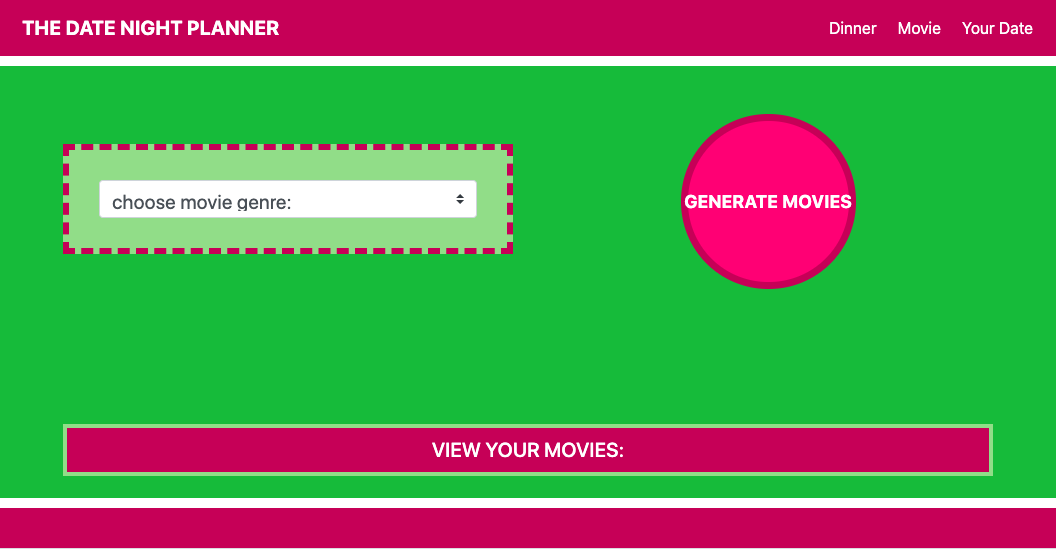 THE DATE NIGHT PLANNER
Dinner Movie Your Date
choose movie genre:
GENERATE MOVIES
VIEW YOUR MOVIES: